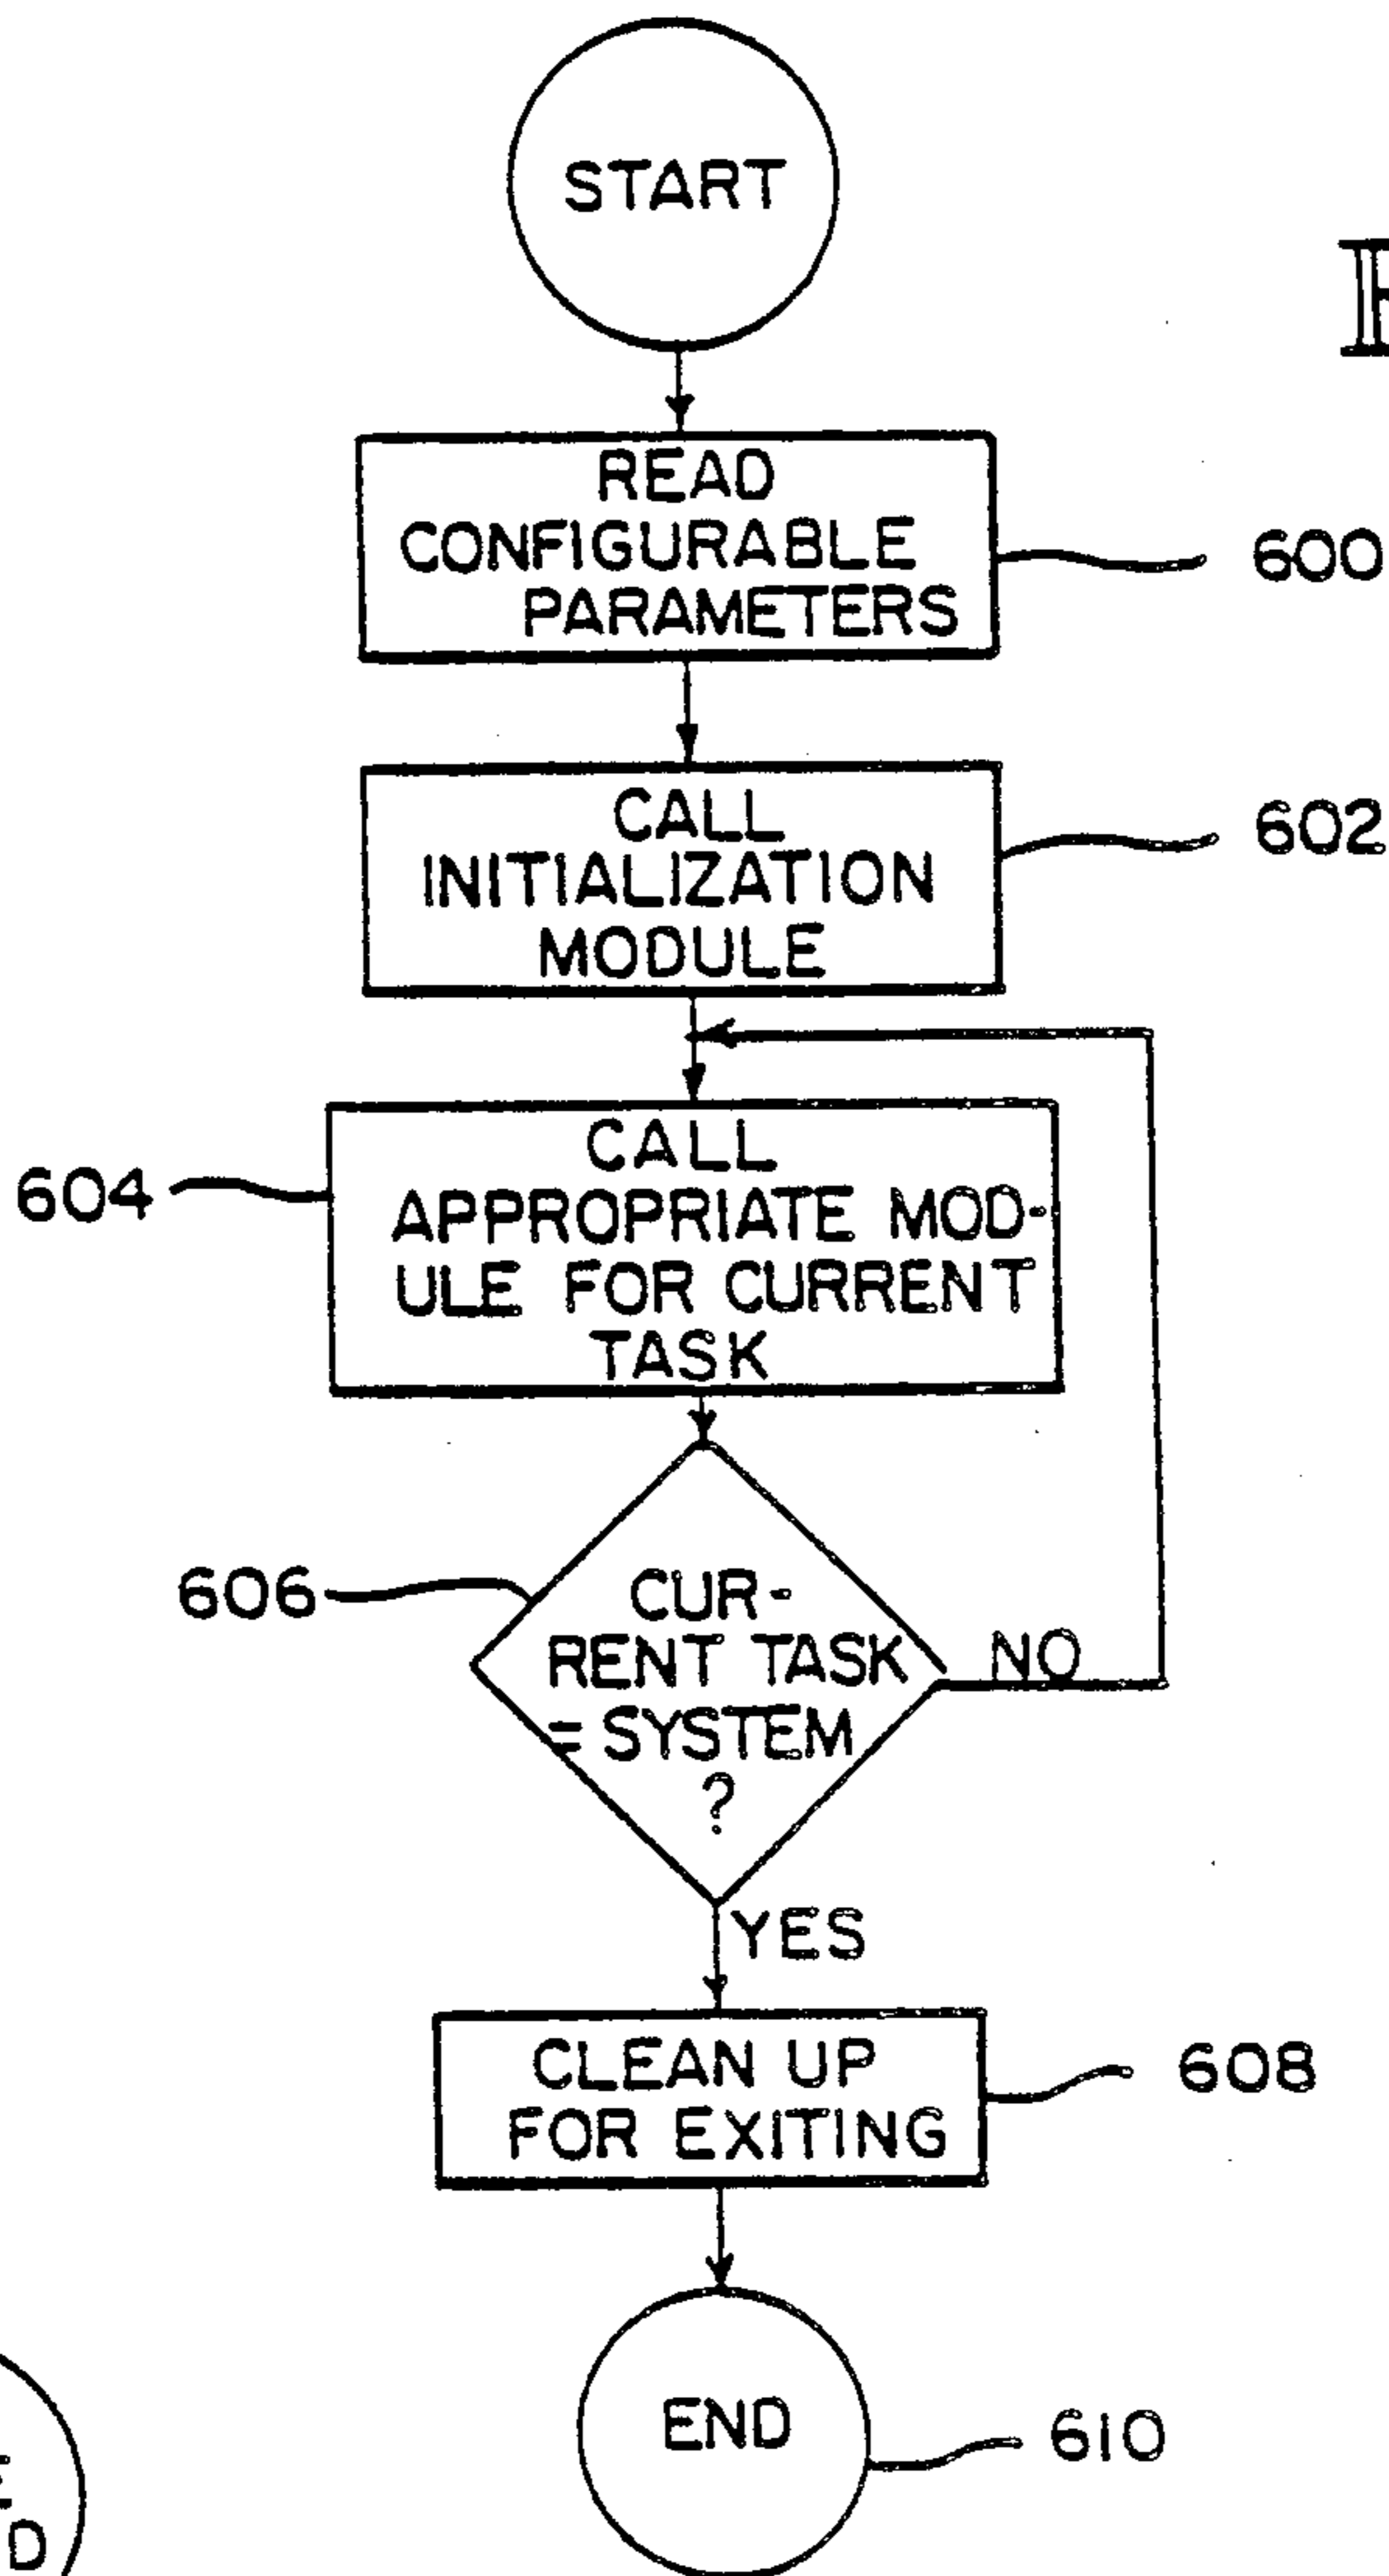 START
READ
CONFIGURABLE
PARAMETERS
600
CALL
INITIALIZATION
MODULE
602
CALL
APPROPRIATE MOD-
ULE FOR CURRENT
TASK
604
CUR-
RENT TASK
= SYSTEM
?
606
NO
YES
CLEAN UP
FOR EXITING
608
END
610
D